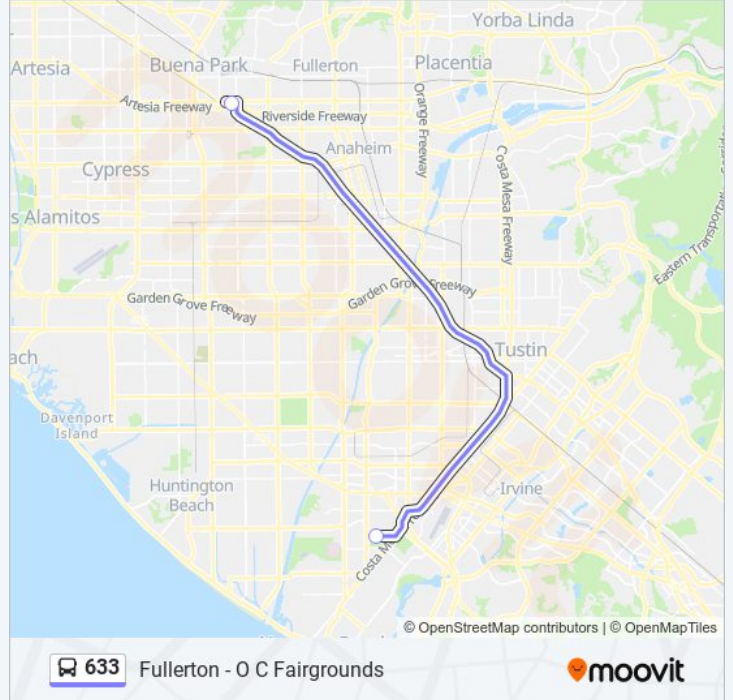 Yorba Linda
Artesia
Buena Park
Fullerton
Placentia
Artesia Freeway
Riverside Freeway
Orange Freeway
Anaheim
Costa Mesa Freeway
Cypress
s Alamitos
Eastern Transportat
Garden Grove Freeway
Garden Grove Freeway
ach
Tustin
Davenport
Island
Huntington
Beach
Irvine
Costa M
© OpenStreetMap contributors | © OpenMapTiles
633 Fullerton - O C Fairgrounds
moovit